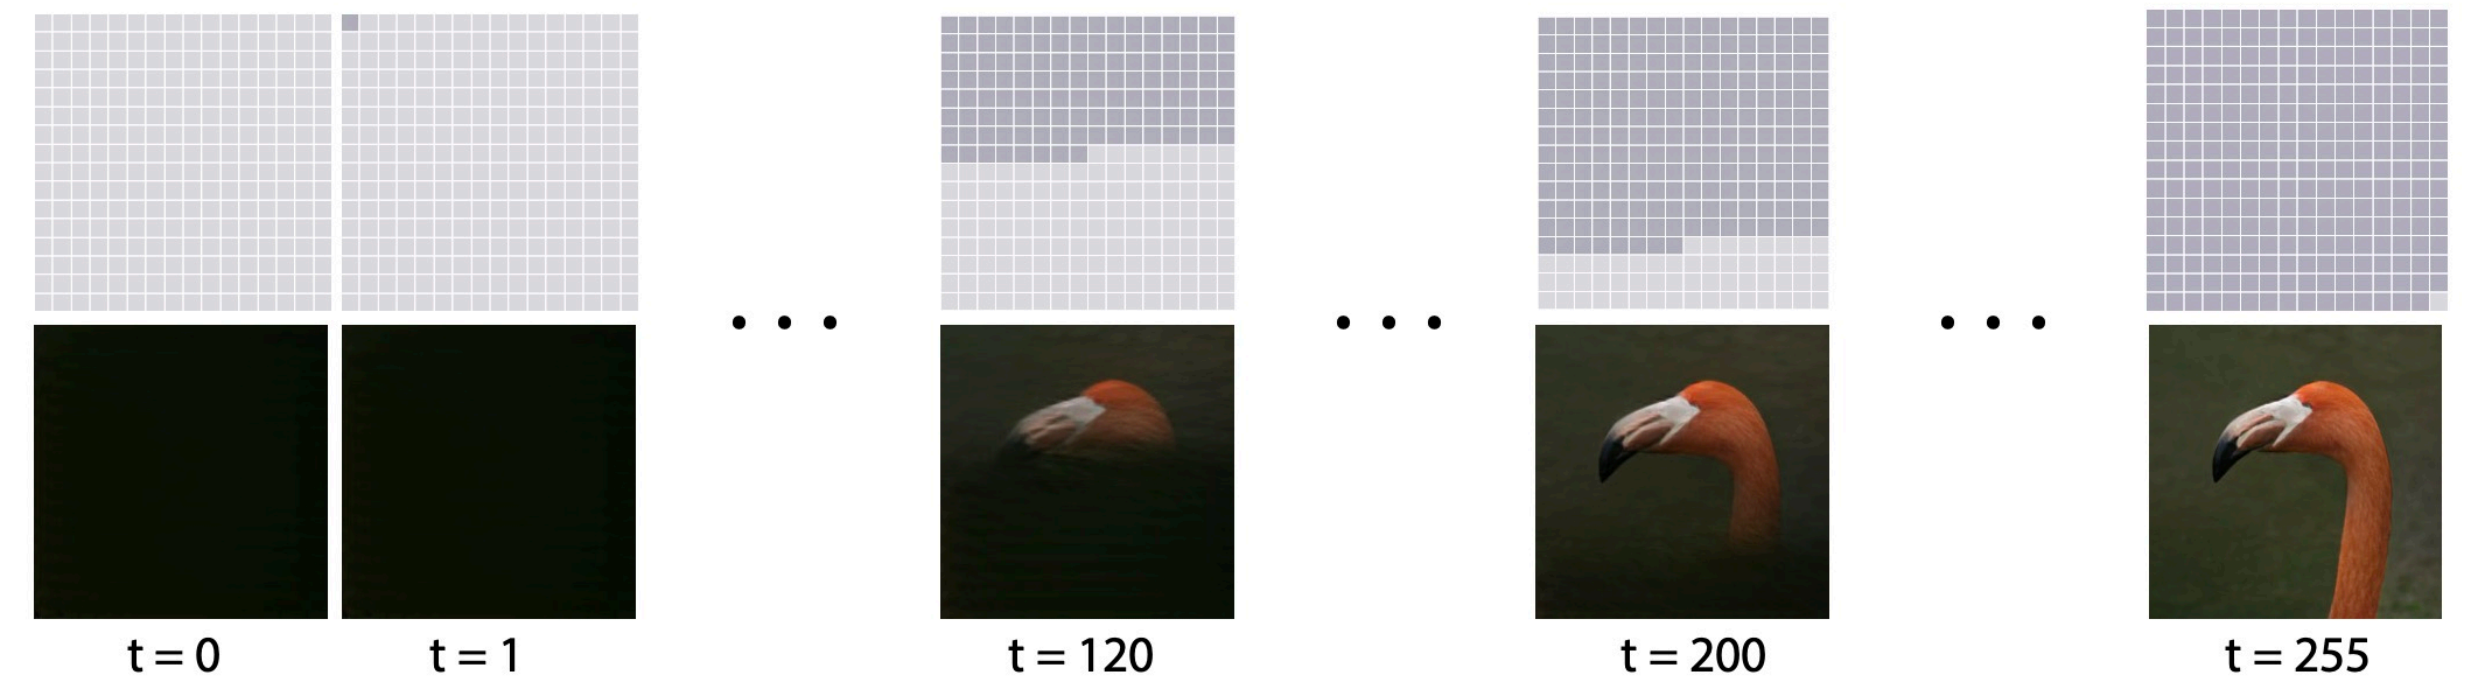 t = 0
t = 1
t = 120
t = 200
t = 255